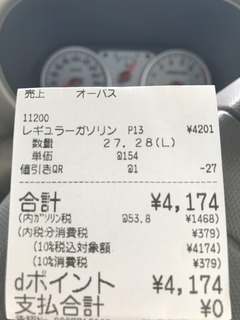 売上 オーパス
11200
レギュラーガソリン P13 ¥4201
数量 27.28(L)
単価 @154
値引きQR @1 -27
合計 ¥4,174
(内ガソリン税 @53.8 ¥1468)
(内税分消費税 ¥379)
(10%税込対象額 ¥4174)
(10%消費税 ¥379)
dポイント ¥4,174
支払合計 ¥0